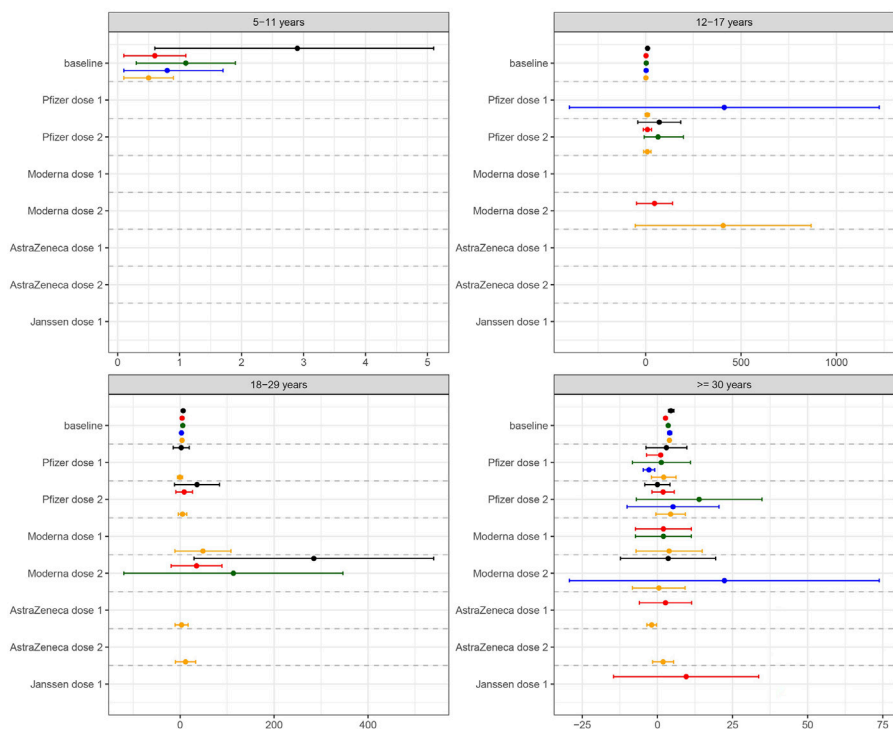 5−11 years
baseline
Pfizer dose 1
Pfizer dose 2
Moderna dose 1
Moderna dose 2
AstraZeneca dose 1
AstraZeneca dose 2
Janssen dose 1
0 1 2 3 4 5
12−17 years
baseline
Pfizer dose 1
Pfizer dose 2
Moderna dose 1
Moderna dose 2
AstraZeneca dose 1
AstraZeneca dose 2
Janssen dose 1
0 500 1000
18−29 years
baseline
Pfizer dose 1
Pfizer dose 2
Moderna dose 1
Moderna dose 2
AstraZeneca dose 1
AstraZeneca dose 2
Janssen dose 1
0 200 400
>= 30 years
baseline
Pfizer dose 1
Pfizer dose 2
Moderna dose 1
Moderna dose 2
AstraZeneca dose 1
AstraZeneca dose 2
Janssen dose 1
−25 0 25 50 75